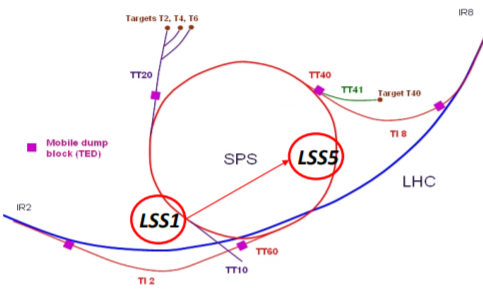 Targets T2, T4, T6
IR8
TT20
TT40
TT41
Target T40
Mobile dump
block (TED)
SPS
LSS5
TI 8
LHC
IR2
LSS1
TT60
TT10
TI 2